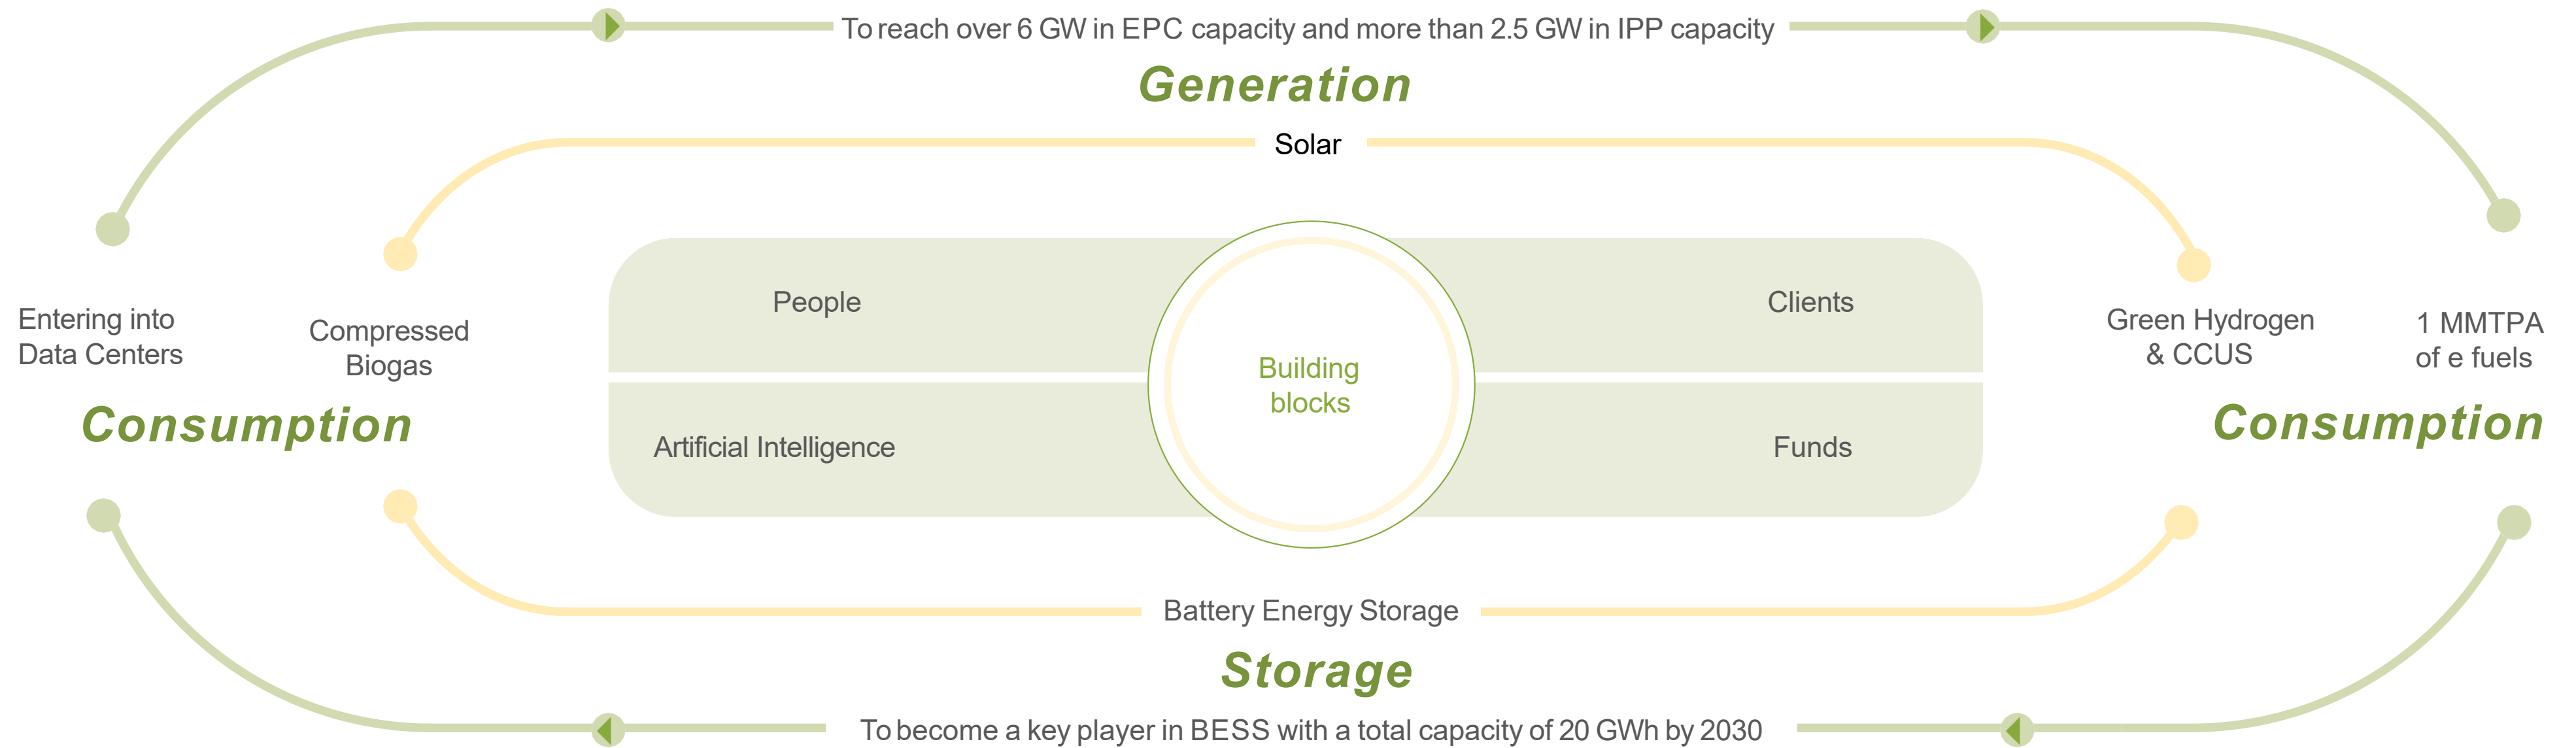 To reach over 6 GW in EPC capacity and more than 2.5 GW in IPP capacity
Generation
Solar
Entering into
Data Centers
Compressed
Biogas
Consumption
People
Clients
Building
blocks
Artificial Intelligence
Funds
Green Hydrogen
& CCUS
1 MMTPA
of e fuels
Consumption
Battery Energy Storage
Storage
To become a key player in BESS with a total capacity of 20 GWh by 2030